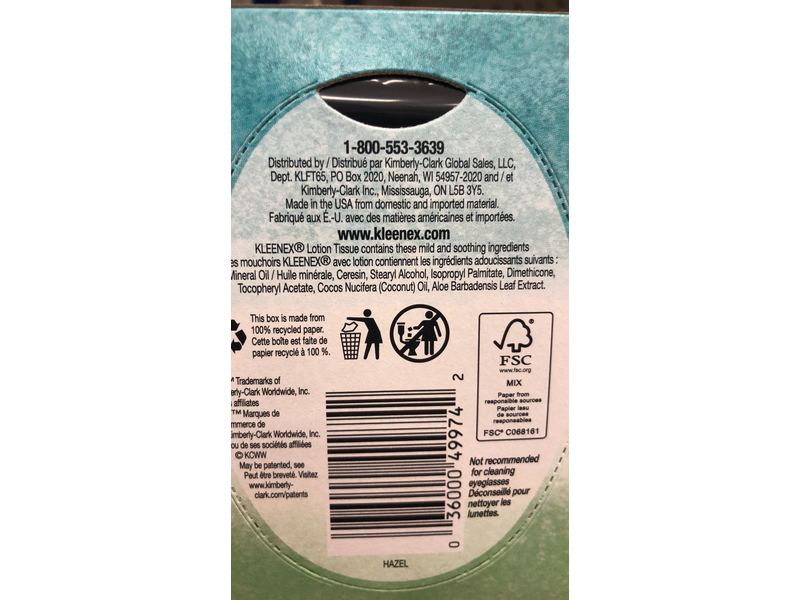 1-800-553-3639
Distributed by / Distribué par Kimberly-Clark Global Sales, LLC,
Dept. KLFT65, PO Box 2020, Neenah, WI 54957-2020 and / et
Kimberly-Clark Inc., Mississauga, ON L5B 3Y5.
Made in the USA from domestic and imported material.
Fabriqué aux É.-U. avec des matières américaines et importées.
www.kleenex.com
KLEENEX® Lotion Tissue contains these mild and soothing ingredients
es mouchoirs KLEENEX® avec lotion contiennent les ingrédients adoucissants suivants :
Mineral Oil / Huile minérale, Ceresin, Stearyl Alcohol, Isopropyl Palmitate, Dimethicone,
Tocopheryl Acetate, Cocos Nucifera (Coconut) Oil, Aloe Barbadensis Leaf Extract.
This box is made from
100% recycled paper.
Cette boîte est faite de
papier recyclé à 100 %.
FSC®
www.fsc.org
MIX
Paper from
responsible sources
Papier issu
de sources
responsables
FSC® C068161
™ Trademarks of
erly-Clark Worldwide, Inc.
affiliates
™ Marques de
mmerce de
imberly-Clark Worldwide, Inc.
ou de ses sociétés affiliées
© KCWW
May be patented, see
Peut être breveté. Visitez
www.kimberly-
clark.com/patents
0 36000 49974 2
Not recommended
for cleaning
eyeglasses
Déconseillé pour
nettoyer les
lunettes.
HAZEL